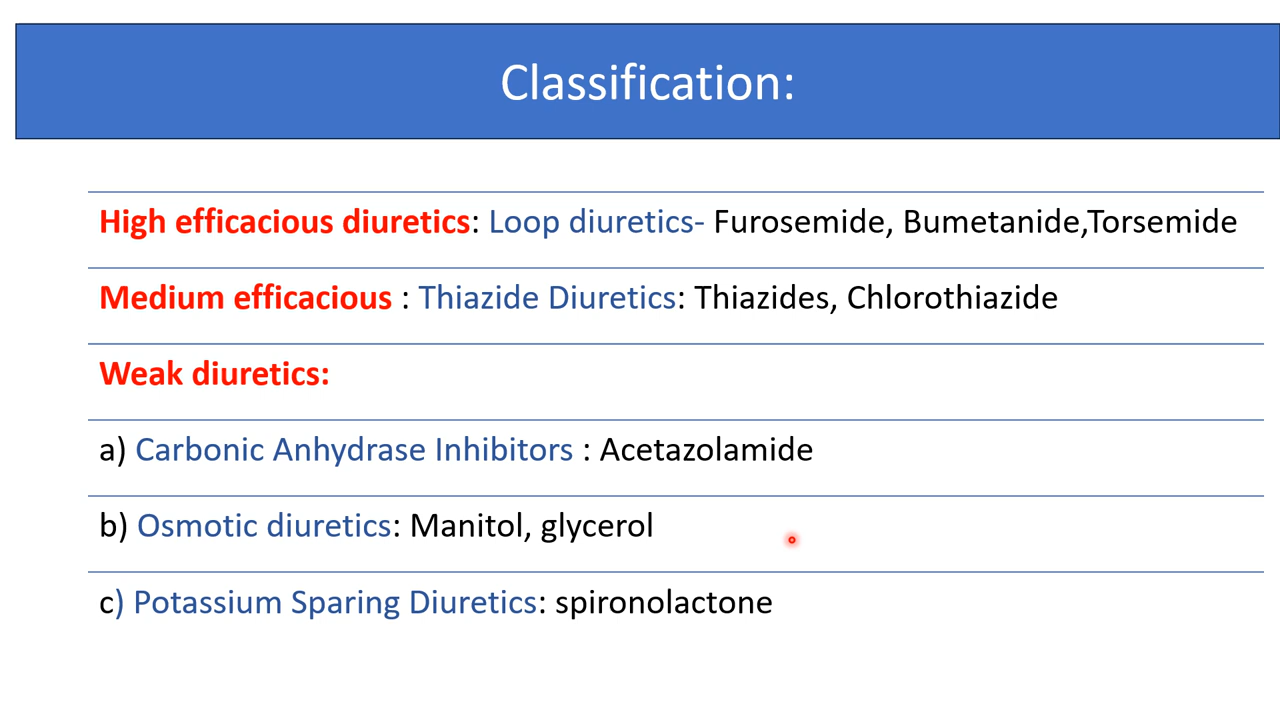 Classification:
High efficacious diuretics: Loop diuretics- Furosemide, Bumetanide,Torsemide
Medium efficacious : Thiazide Diuretics: Thiazides, Chlorothiazide
Weak diuretics:
a) Carbonic Anhydrase Inhibitors : Acetazolamide
b) Osmotic diuretics: Manitol, glycerol
c) Potassium Sparing Diuretics: spironolactone